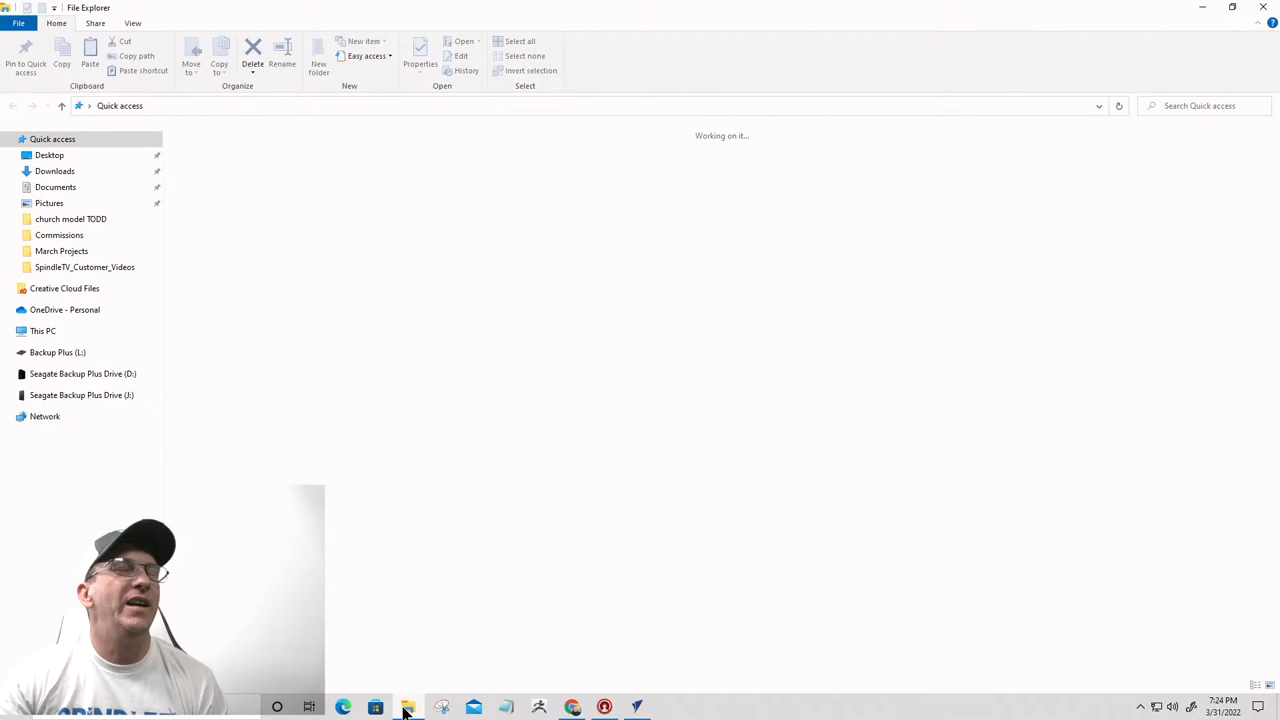 File Explorer
File Home Share View
Pin to Quick access
Copy
Paste
Cut
Copy path
Paste shortcut
Clipboard
Move to
Copy to
Delete
Rename
Organize
New folder
New item
Easy access
New
Properties
Open
Edit
History
Open
Select all
Select none
Invert selection
Select
Quick access
Search Quick access
Working on it...
Quick access
Desktop
Downloads
Documents
Pictures
church model TODD
Commissions
March Projects
SpindleTV_Customer_Videos
Creative Cloud Files
OneDrive - Personal
This PC
Backup Plus (L:)
Seagate Backup Plus Drive (D:)
Seagate Backup Plus Drive (J:)
Network
7:24 PM
3/31/2022